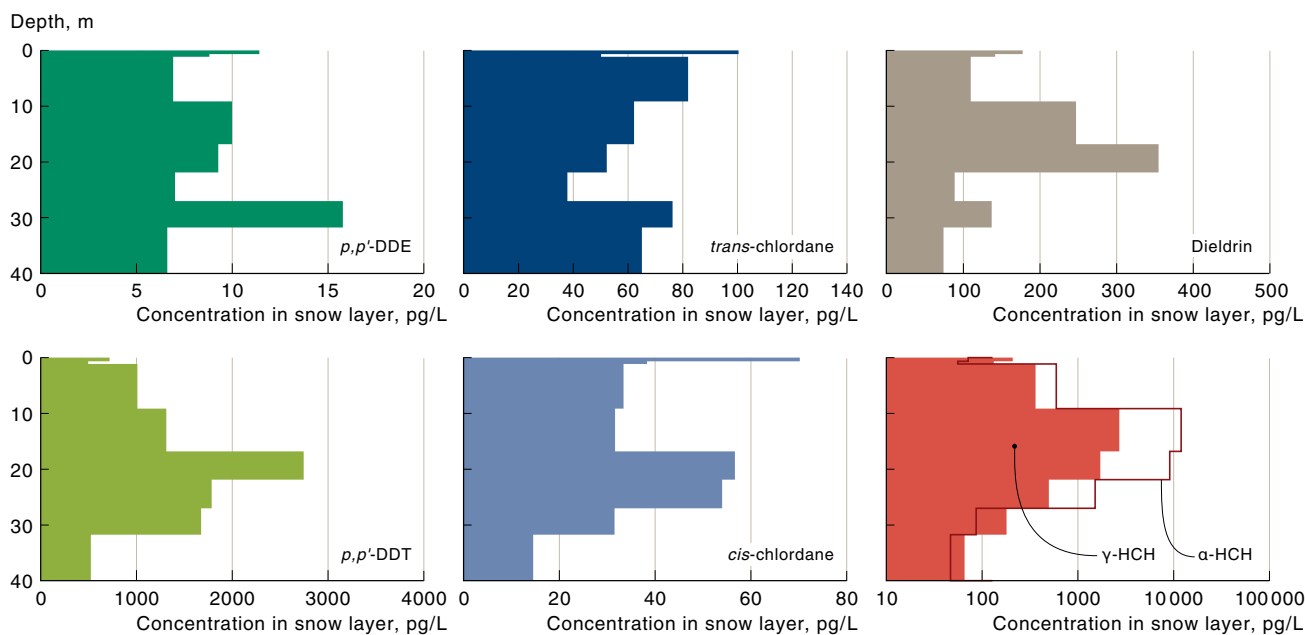 Depth, m
0
10
20
30
40
p,p'-DDE
trans-chlordane
Dieldrin
0 5 10 15 20
0 20 40 60 80 100 120 140
0 100 200 300 400 500
Concentration in snow layer, pg/L
Concentration in snow layer, pg/L
Concentration in snow layer, pg/L
0
10
20
30
40
p,p'-DDT
cis-chlordane
γ-HCH
α-HCH
0 1000 2000 3000 4000
0 20 40 60 80
10 100 1000 10 000 100 000
Concentration in snow layer, pg/L
Concentration in snow layer, pg/L
Concentration in snow layer, pg/L